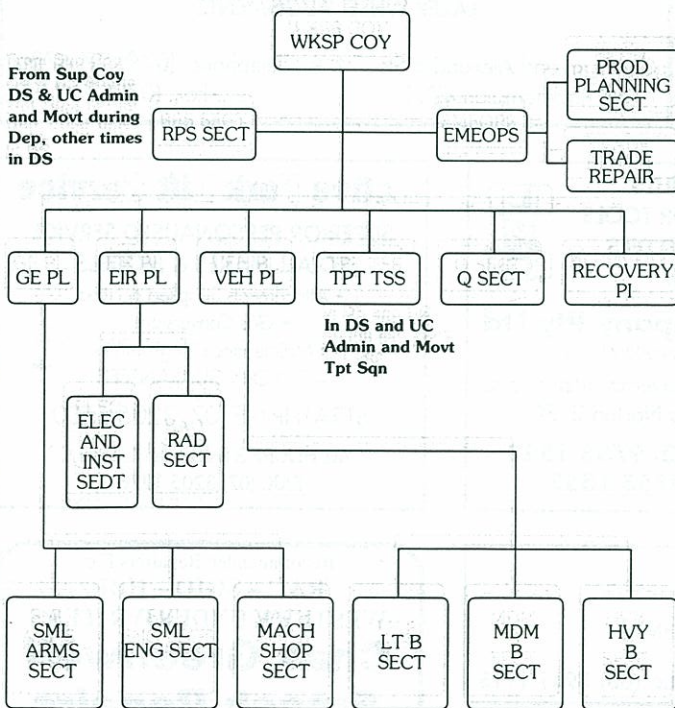 WKSP COY
From Sup Coy
DS & UC Admin
and Movt during
Dep, other times
in DS
RPS SECT
EMEOPS
PROD
PLANNING
SECT
TRADE
REPAIR
GE PL
EIR PL
VEH PL
TPT TSS
Q SECT
RECOVERY
PI
In DS and UC
Admin and Movt
Tpt Sqn
ELEC
AND
INST
SEDT
RAD
SECT
SML
ARMS
SECT
SML
ENG SECT
MACH
SHOP
SECT
LT B
SECT
MDM
B
SECT
HVY
B
SECT